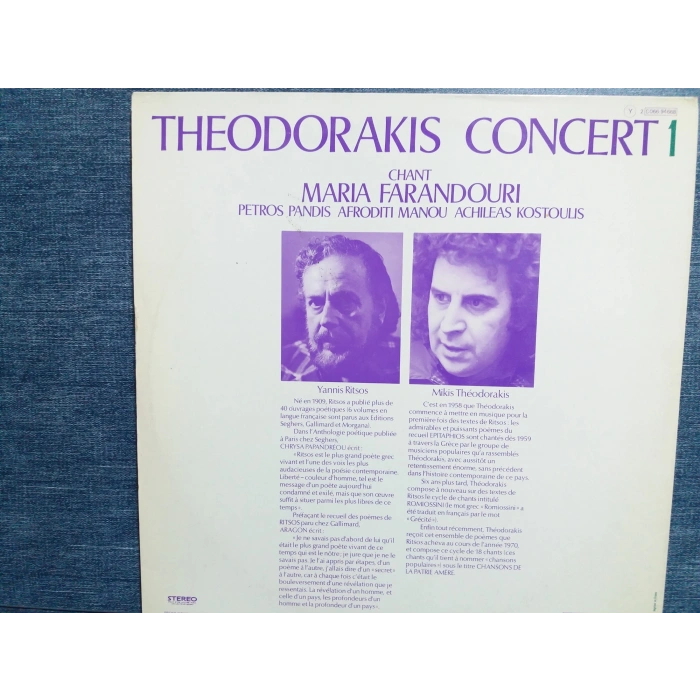 THEODORAKIS CONCERT 1
CHANT
MARIA FARANDOURI
PETROS PANDIS AFRODITI MANOU ACHILEAS KOSTOULIS
Yannis Ritsos
Né en 1909, Ritsos a publié plus de
40 ouvrages poétiques (6 volumes en
langue française sont parus aux Editions
Seghers, Gallimard et Morgana).
Dans l'Anthologie poétique publiée
à Paris chez Seghers,
CHRYSA PAPANDREOU écrit :
«Ritsos est le plus grand poète grec
vivant et l'une des voix les plus
audacieuses de la poésie contemporaine.
Liberté - couleur d'homme, tel est le
message d'un poète aujourd'hui
condamné et exilé, mais que son œuvre
suffit à situer parmi les plus libres de ce
temps».
Préfaçant le recueil des poèmes de
RITSOS paru chez Gallimard,
ARAGON écrit :
«Je ne savais pas d'abord de lui qu'il
était le plus grand poète vivant de ce
temps qui est le nôtre; je jure que je ne le
savais pas. Je l'ai appris par étapes, d'un
poème à l'autre, j'allais dire d'un «secret»
à l'autre, car à chaque fois c'était le
bouleversement d'une révélation que je
ressentais. La révélation d'un homme, et
celle d'un pays, les profondeurs d'un
homme et la profondeur d'un pays».
Mikis Théodorakis
C'est en 1958 que Théodorakis
commence à mettre en musique pour la
première fois des textes de Ritsos : les
admirables et puissants poèmes du
recueil EPITAPHIOS sont chantés dès 1959
à travers la Grèce par le groupe de
musiciens populaires qu'a rassemblés
Théodorakis, avec aussitôt un
retentissement énorme, sans précédent
dans l'histoire contemporaine de ce pays.
Six ans plus tard, Théodorakis
compose à nouveau sur des textes de
Ritsos le cycle de chants intitulé
ROMIOSSINI (le mot grec «Romiossini» a
été traduit en français par le mot
«Grécité»).
Enfin tout récemment, Théodorakis
reçoit cet ensemble de poèmes que
Ritsos acheva au cours de l'année 1970,
et compose ce cycle de 18 chants (ces
chants qu'il tient à nommer «chansons
populaires») sous le titre CHANSONS DE
LA PATRIE AMÈRE.
STEREO